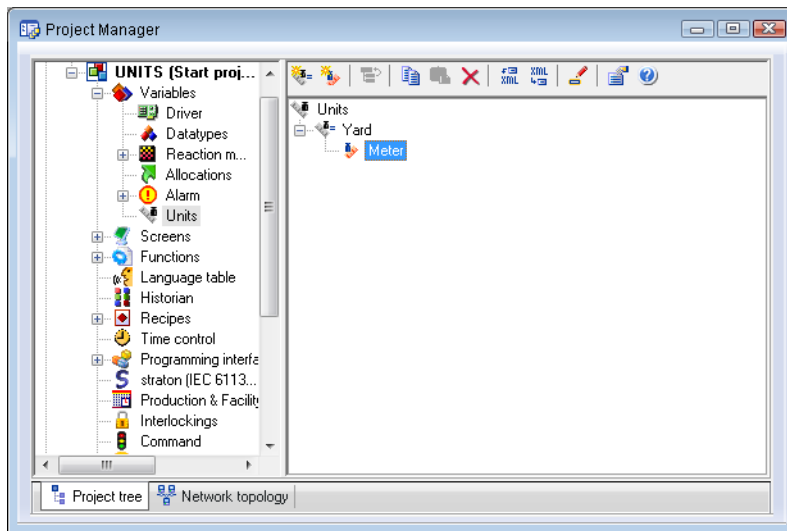 Project Manager
UNITS (Start proj...
Variables
Driver
Datatypes
Reaction m...
Allocations
Alarm
Units
Screens
Functions
Language table
Historian
Recipes
Time control
Programming interfa
straton (IEC 6113...
Production & Facilit
Interlockings
Command
XML
XML
Units
Yard
Meter
Project tree
Network topology